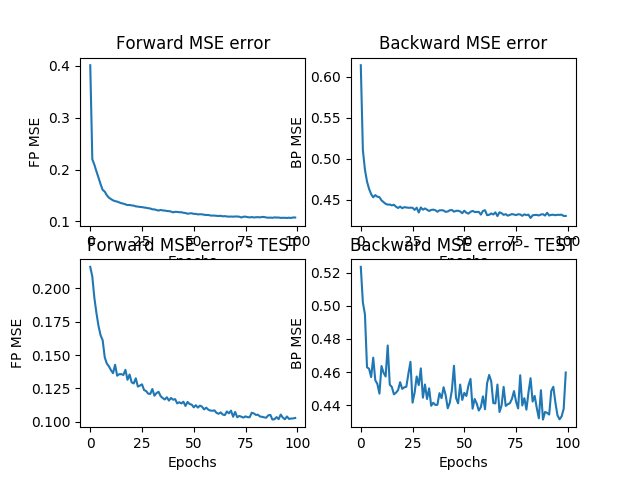 Forward MSE error
Backward MSE error
FP MSE
0.4
0.3
0.2
0.1
0 25 50 75 100
Epochs
BP MSE
0.60
0.55
0.50
0.45
0 25 50 75 100
Epochs
Forward MSE error - TEST
Backward MSE error - TEST
FP MSE
0.200
0.175
0.150
0.125
0.100
0 25 50 75 100
Epochs
BP MSE
0.52
0.50
0.48
0.46
0.44
0 25 50 75 100
Epochs